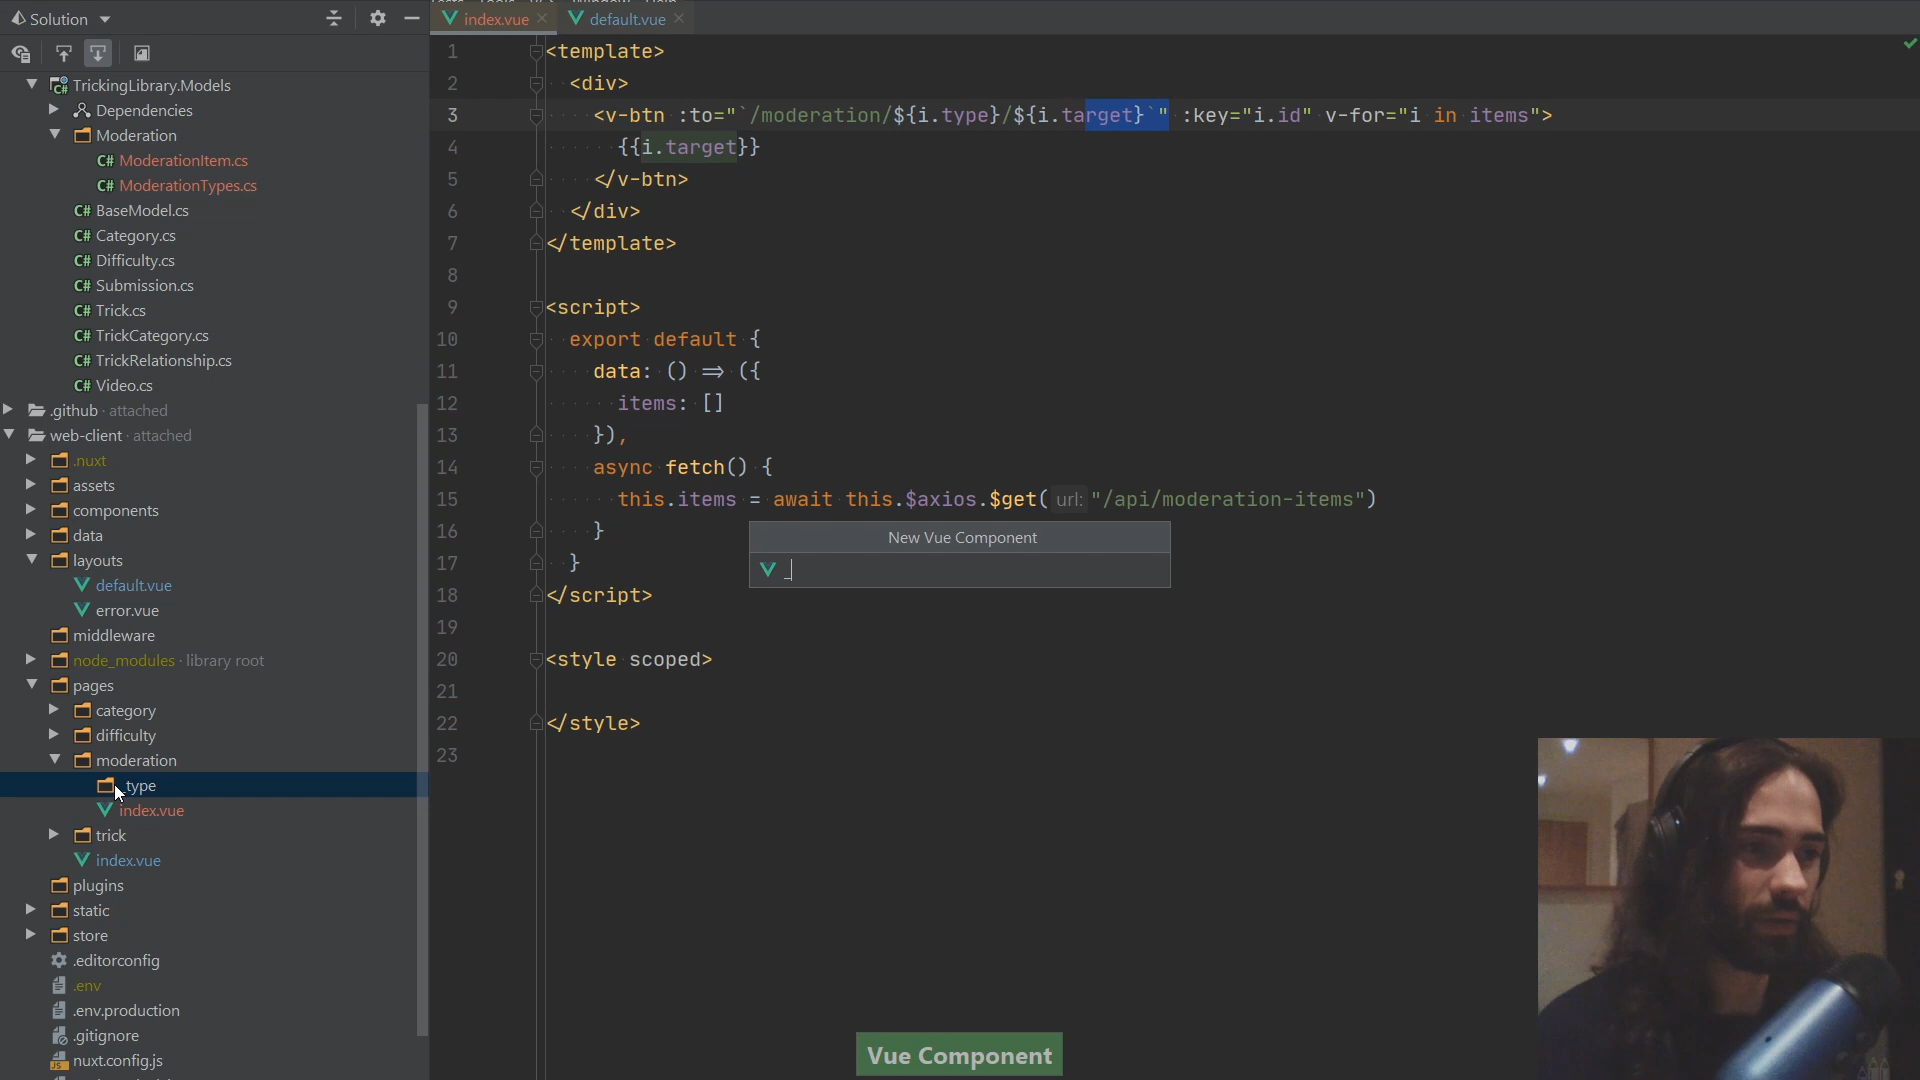 Solution
TrickingLibrary.Models
Dependencies
Moderation
C# ModerationItem.cs
C# ModerationTypes.cs
C# BaseModel.cs
C# Category.cs
C# Difficulty.cs
C# Submission.cs
C# Trick.cs
C# TrickCategory.cs
C# TrickRelationship.cs
C# Video.cs
.github · attached
web-client · attached
.nuxt
assets
components
data
layouts
default.vue
error.vue
middleware
node_modules · library root
pages
category
difficulty
moderation
type
index.vue
trick
index.vue
plugins
static
store
.editorconfig
.env
.env.production
.gitignore
nuxt.config.js
index.vue
default.vue
1 <template>
2 <div>
3 <v-btn :to="`/moderation/${i.type}/${i.target}`" :key="i.id" v-for="i in items">
4 {{i.target}}
5 </v-btn>
6 </div>
7 </template>
8
9 <script>
10 export default {
11 data: () => ({
12 items: []
13 }),
14 async fetch() {
15 this.items = await this.$axios.$get( url: "/api/moderation-items")
16 }
17 }
18 </script>
19
20 <style scoped>
21
22 </style>
23
New Vue Component
_
Vue Component